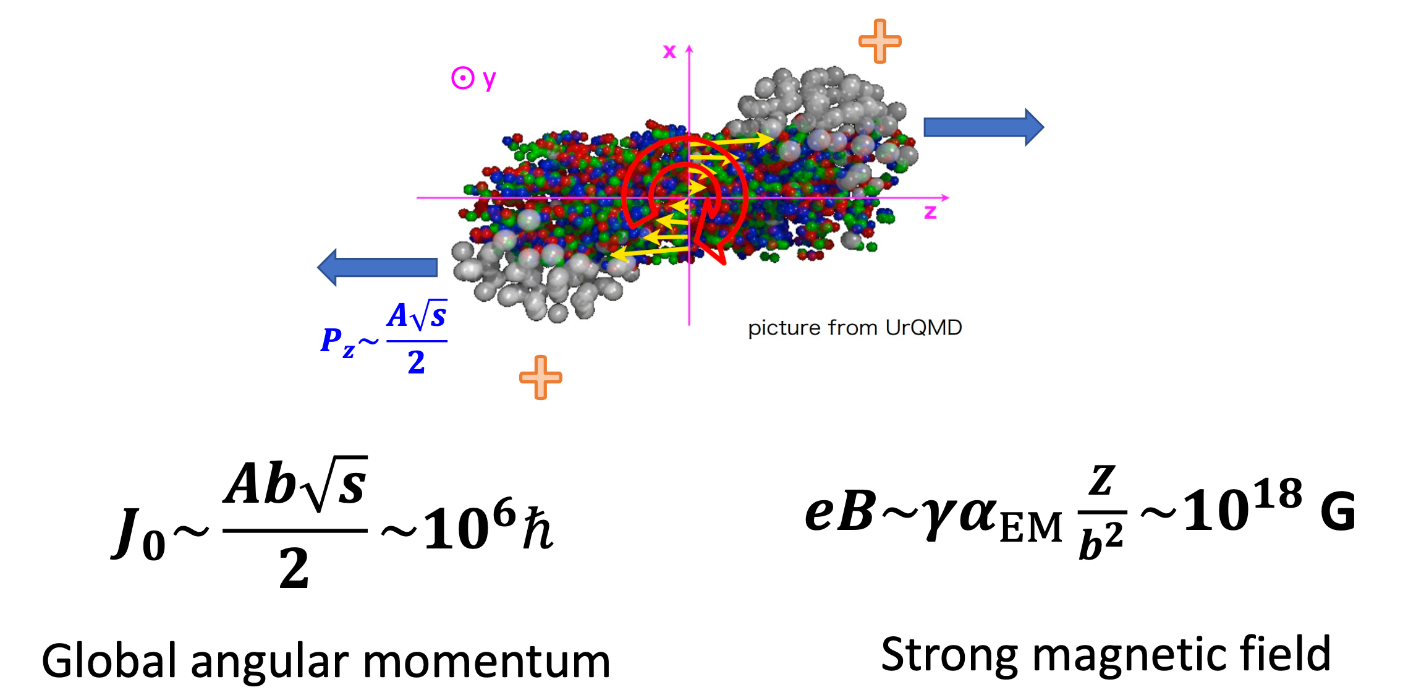 x
⊙ y
z
P_z~ A√s / 2
picture from UrQMD
J_0~ Ab√s / 2 ~10^6ℏ
eB~γα_EM Z / b^2 ~10^18 G
Global angular momentum
Strong magnetic field